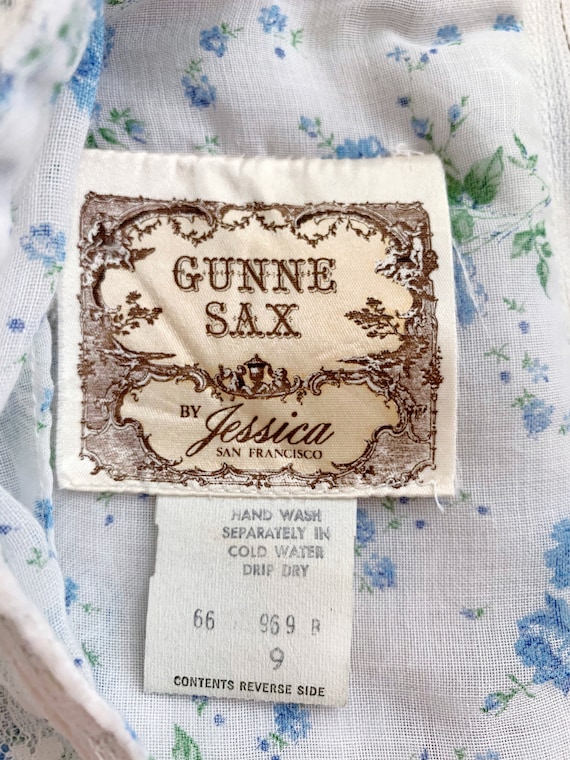 GUNNE
SAX
BY Jessica
SAN FRANCISCO
HAND WASH
SEPARATELY IN
COLD WATER
DRIP DRY
66 969 R
9
CONTENTS REVERSE SIDE